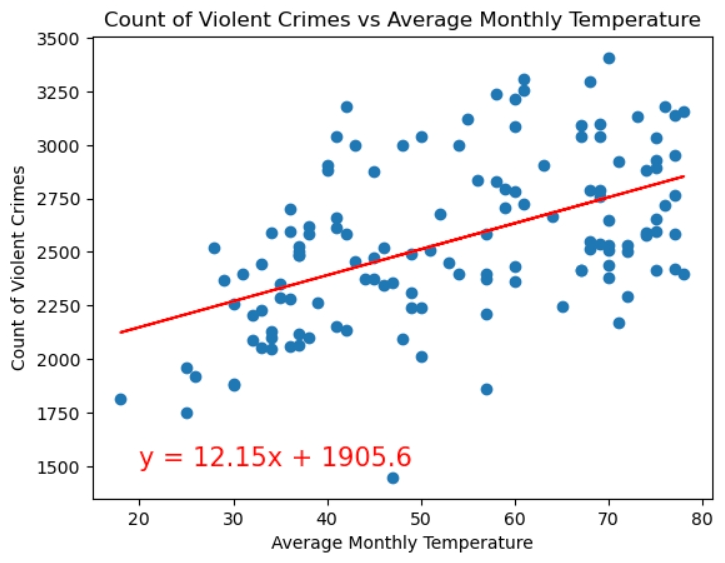 Count of Violent Crimes vs Average Monthly Temperature
3500
3250
3000
2750
2500
2250
2000
1750
1500
Count of Violent Crimes
y = 12.15x + 1905.6
20 30 40 50 60 70 80
Average Monthly Temperature